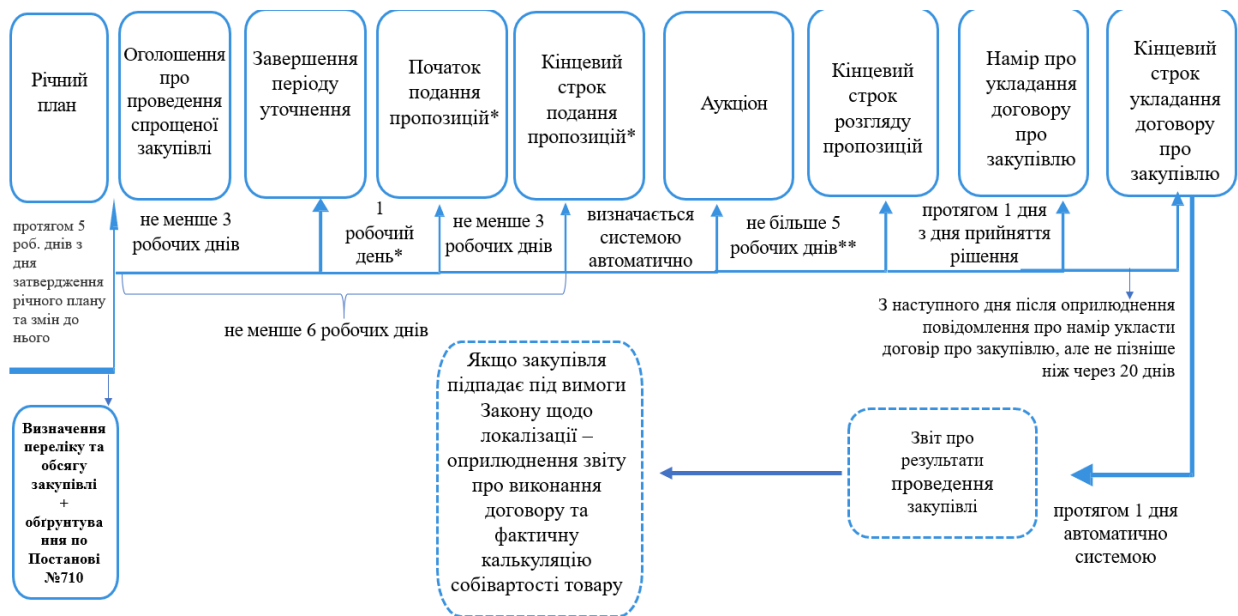 Річний
план
Оголошення
про
проведення
спрощеної
закупівлі
Завершення
періоду
уточнення
Початок
подання
пропозицій*
Кінцевий
строк
подання
пропозицій*
Аукціон
Кінцевий
строк
розгляду
пропозицій
Намір про
укладання
договору
про
закупівлю
Кінцевий
строк
укладання
договору
про
закупівлю
протягом 5
роб. днів з
дня
затвердження
річного плану
та змін до
нього
не менше 3
робочих днів
1
робочий
день*
не менше 3
робочих днів
визначається
системою
автоматично
не більше 5
робочих днів**
протягом 1 дня
з дня прийняття
рішення
не менше 6 робочих днів
З наступного дня після оприлюднення
повідомлення про намір укласти
договір про закупівлю, але не пізніше
ніж через 20 днів
Визначення
переліку та
обсягу
закупівлі
+
обґрунтува
ння по
Постанові
№710
Якщо закупівля
підпадає під вимоги
Закону щодо
локалізації –
оприлюднення звіту
про виконання
договору та
фактичну
калькуляцію
собівартості товару
Звіт про
результати
проведення
закупівлі
протягом 1 дня
автоматично
системою